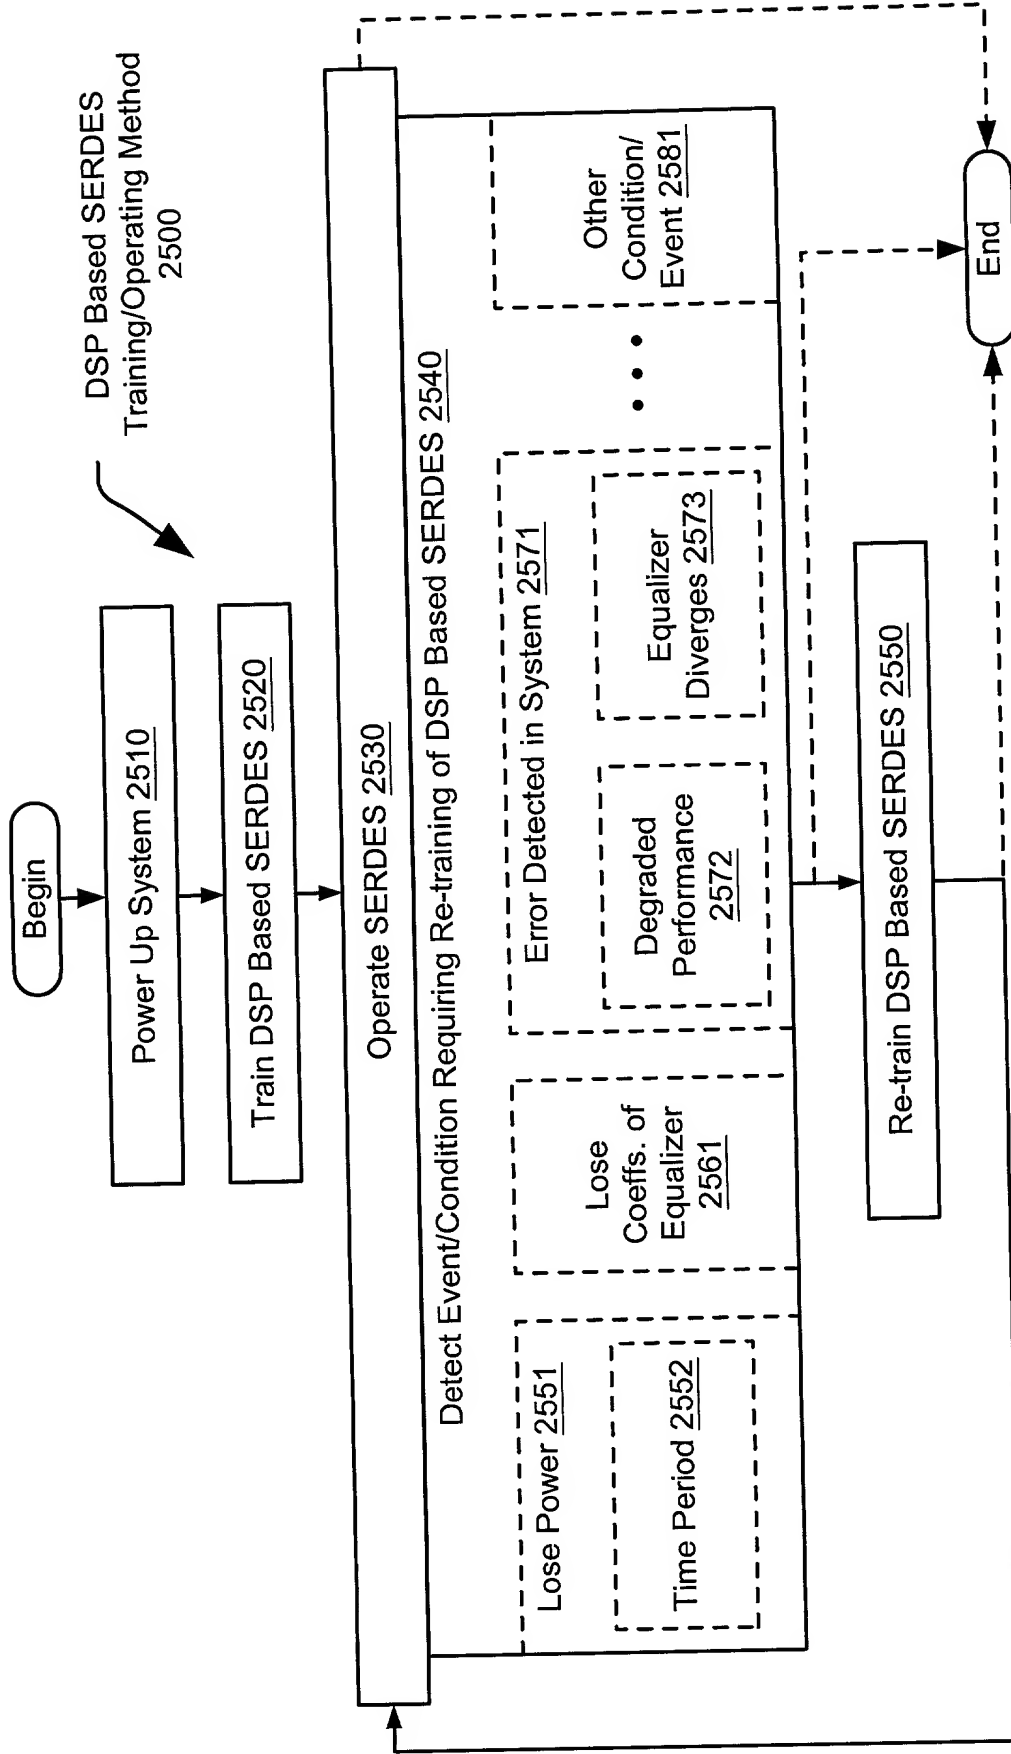 DSP Based SERDES
Training/Operating Method
2500
Begin
Power Up System 2510
Train DSP Based SERDES 2520
Operate SERDES 2530
Detect Event/Condition Requiring Re-training of DSP Based SERDES 2540
Lose Power 2551
Time Period 2552
Lose
Coeffs. of
Equalizer
2561
Error Detected in System 2571
Degraded
Performance
2572
Equalizer
Diverges 2573
• • •
Other
Condition/
Event 2581
Re-train DSP Based SERDES 2550
End